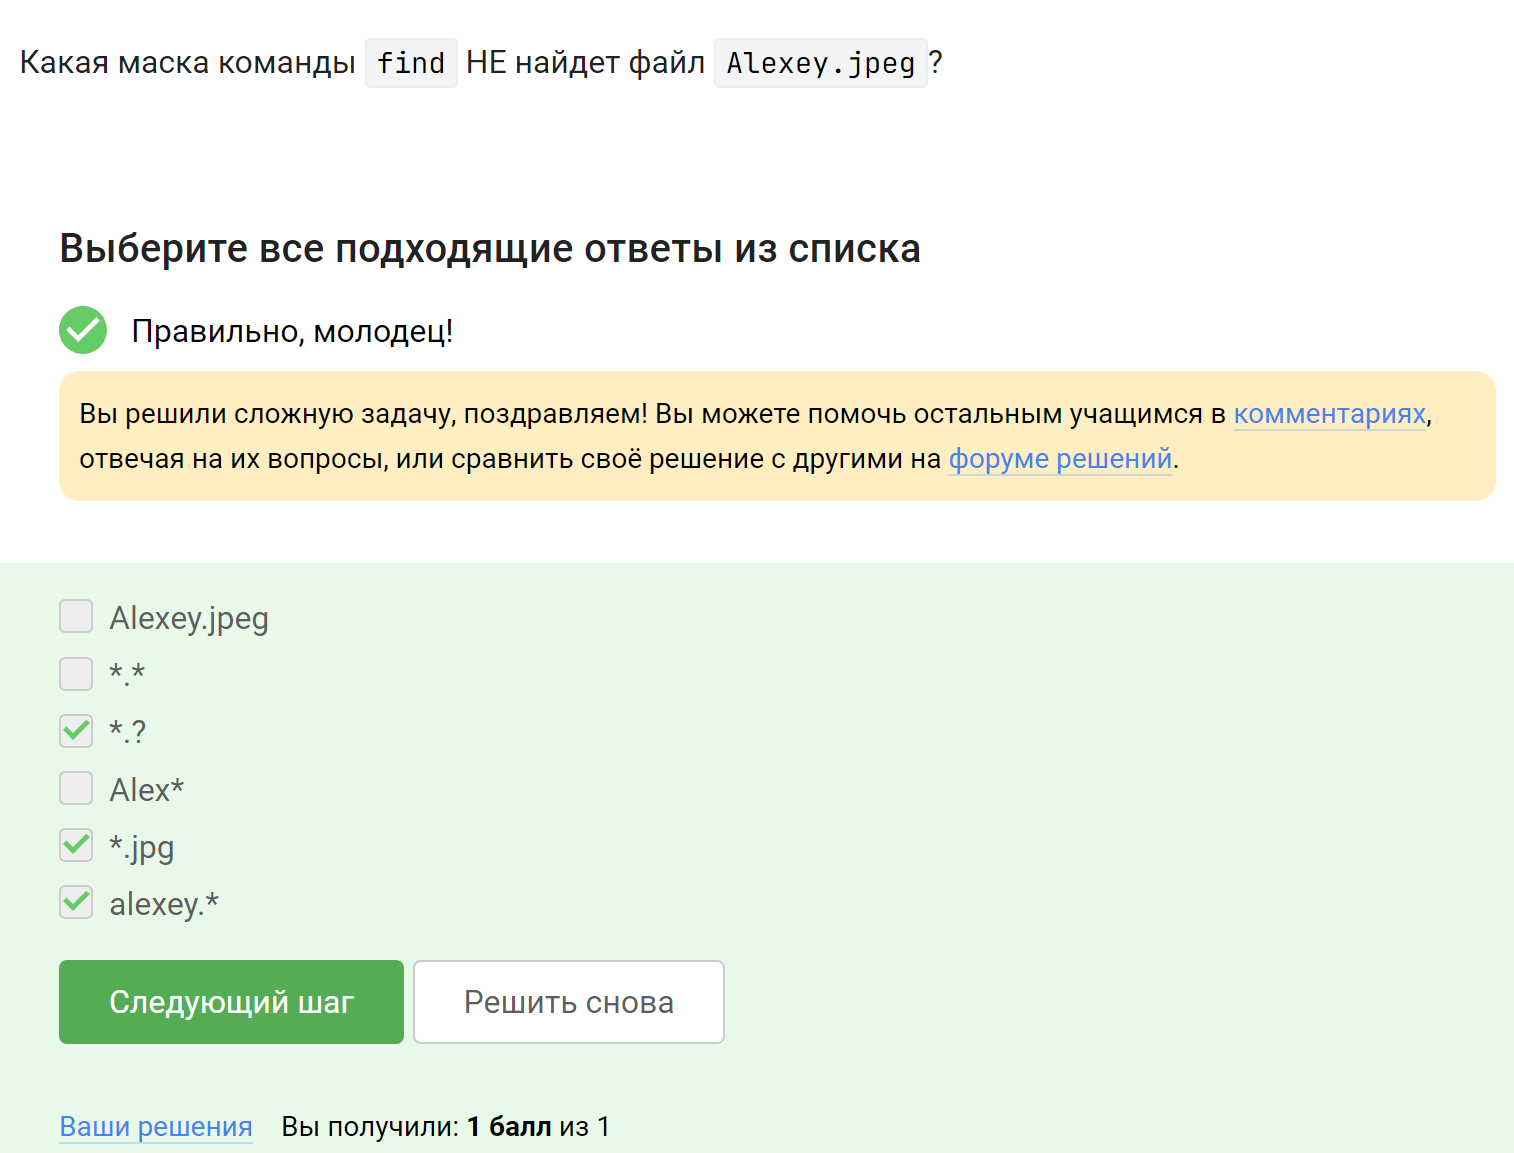 Какая маска команды find НЕ найдет файл Alexey.jpeg?
Выберите все подходящие ответы из списка
Правильно, молодец!
Вы решили сложную задачу, поздравляем! Вы можете помочь остальным учащимся в комментариях,
отвечая на их вопросы, или сравнить своё решение с другими на форуме решений.
Alexey.jpeg
*.*
*.?
Alex*
*.jpg
alexey.*
Следующий шаг Решить снова
Ваши решения Вы получили: 1 балл из 1